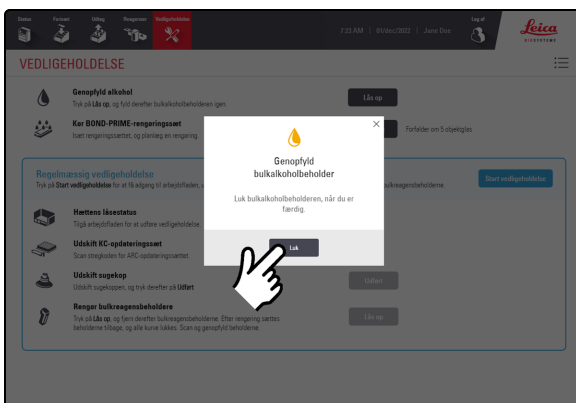 Status Forrest Udtag Reagenser Vedligeholdelse Log af
7:23 AM | 01/dec/2023 | Jane Doe
Leica
BIOSYSTEMS
VEDLIGEHOLDELSE
Genopfyld alkohol
Tryk på Lås op, og fyld derefter bulkalkoholbeholderen igen.
Lås op
Kør BOND-PRIME-rengøringssæt
Isæt rengøringssættet, og planlæg en rengøring.
Forfalder om 5 objektglas
Genopfyld
bulkalkoholbeholder
Luk bulkalkoholbeholderen, når du er
færdig.
Luk
Regelmæssig vedligeholdelse
Tryk på Start vedligeholdelse for at få adgang til arbejdsfladen, u
ulkreagensbeholderne.
Start vedligeholdelse
Hættens låsestatus
Tilgå arbejdsfladen for at udføre vedligeholdelse.
Udskift KC-opdateringssæt
Scan stregkoden for ARC-opdateringssættet.
Udskift sugekop
Udskift sugekoppen, og tryk derefter på Udført.
Udført
Rengør bulkreagensbeholdere
Tryk på Lås op, og fjern derefter bulkreagensbeholderne. Efter rengøring sættes
beholderne tilbage, og alle kurve lukkes. Scan og genopfyld beholderne.
Lås op